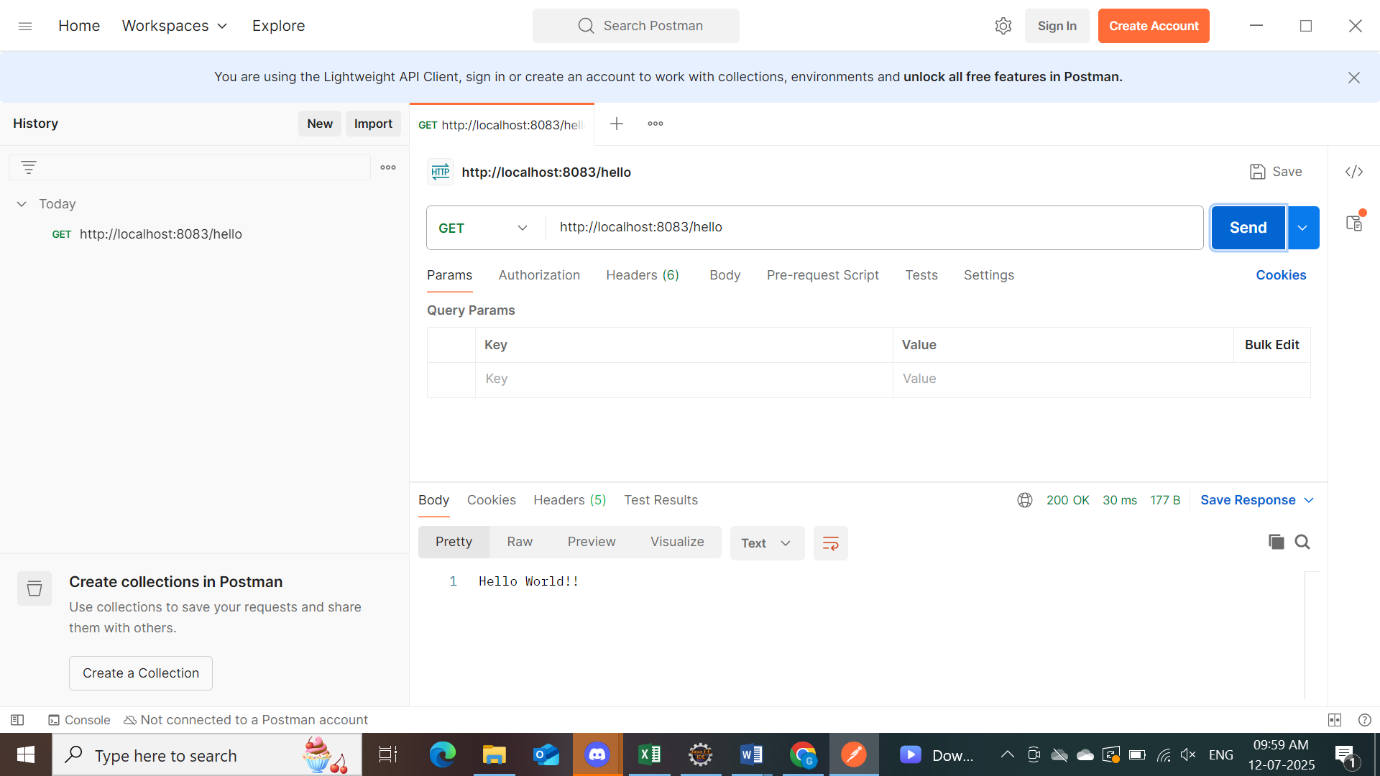 Home Workspaces Explore Search Postman Sign In Create Account
You are using the Lightweight API Client, sign in or create an account to work with collections, environments and unlock all free features in Postman.
History New Import
GET http://localhost:8083/hell
HTTP http://localhost:8083/hello Save
Today
GET http://localhost:8083/hello
GET http://localhost:8083/hello Send
Params Authorization Headers (6) Body Pre-request Script Tests Settings Cookies
Query Params
Key Value Bulk Edit
Key Value
Body Cookies Headers (5) Test Results 200 OK 30 ms 177 B Save Response
Pretty Raw Preview Visualize Text
1 Hello World!!
Create collections in Postman
Use collections to save your requests and share
them with others.
Create a Collection
Console Not connected to a Postman account
Type here to search Dow... ENG 09:59 AM
12-07-2025 1